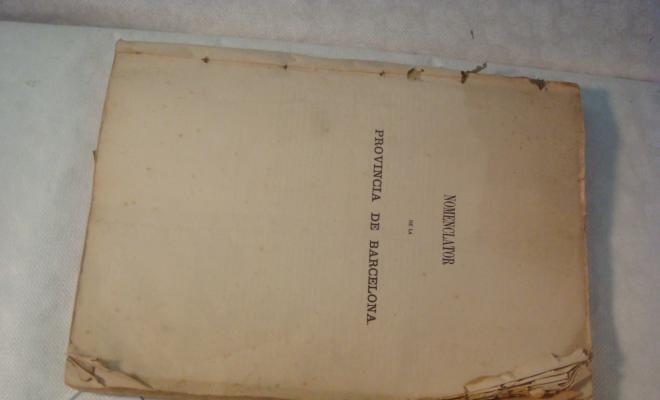 NOMENCLATOR
DE LA
PROVINCIA DE BARCELONA.